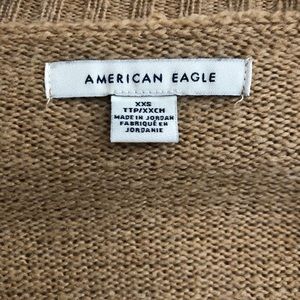 AMERICAN EAGLE
XXS
TTP/XXCH
MADE IN JORDAN
FABRIQUÉ EN
JORDANIE